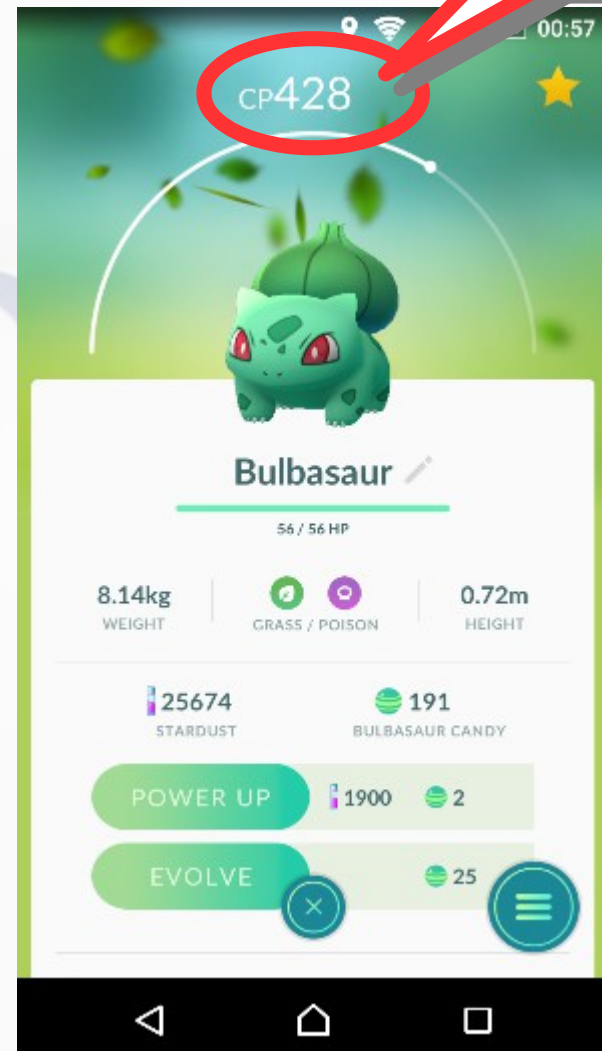 00:57
CP428
Bulbasaur
56 / 56 HP
8.14kg 0.72m
WEIGHT GRASS / POISON HEIGHT
25674 191
STARDUST BULBASAUR CANDY
POWER UP 1900 2
EVOLVE 25